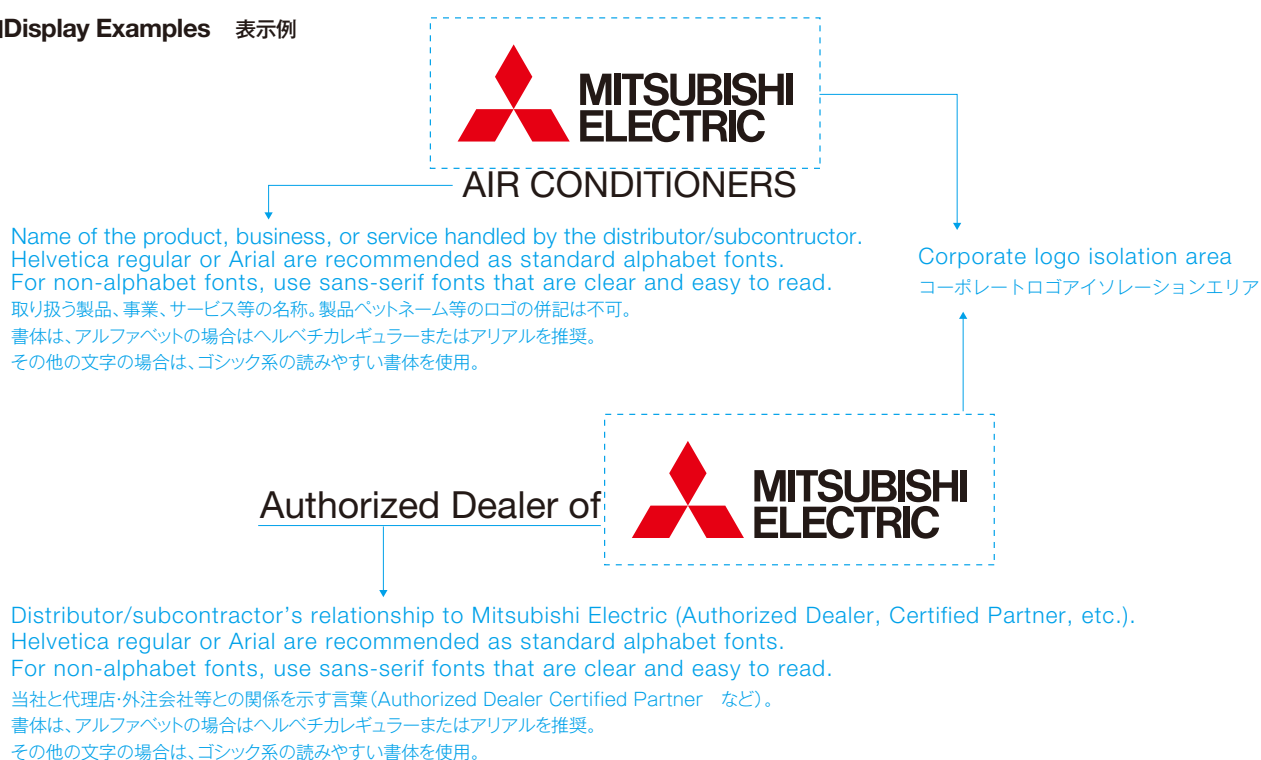 Display Examples 表示例
MITSUBISHI
ELECTRIC
AIR CONDITIONERS
Name of the product, business, or service handled by the distributor/subcontructor.
Helvetica regular or Arial are recommended as standard alphabet fonts.
For non-alphabet fonts, use sans-serif fonts that are clear and easy to read.
取り扱う製品、事業、サービス等の名称。製品ペットネーム等のロゴの併記は不可。
書体は、アルファベットの場合はヘルベチカレギュラーまたはアリアルを推奨。
その他の文字の場合は、ゴシック系の読みやすい書体を使用。
Corporate logo isolation area
コーポレートロゴアイソレーションエリア
Authorized Dealer of
MITSUBISHI
ELECTRIC
Distributor/subcontractor’s relationship to Mitsubishi Electric (Authorized Dealer, Certified Partner, etc.).
Helvetica regular or Arial are recommended as standard alphabet fonts.
For non-alphabet fonts, use sans-serif fonts that are clear and easy to read.
当社と代理店・外注会社等との関係を示す言葉（Authorized Dealer Certified Partner　など）。
書体は、アルファベットの場合はヘルベチカレギュラーまたはアリアルを推奨。
その他の文字の場合は、ゴシック系の読みやすい書体を使用。